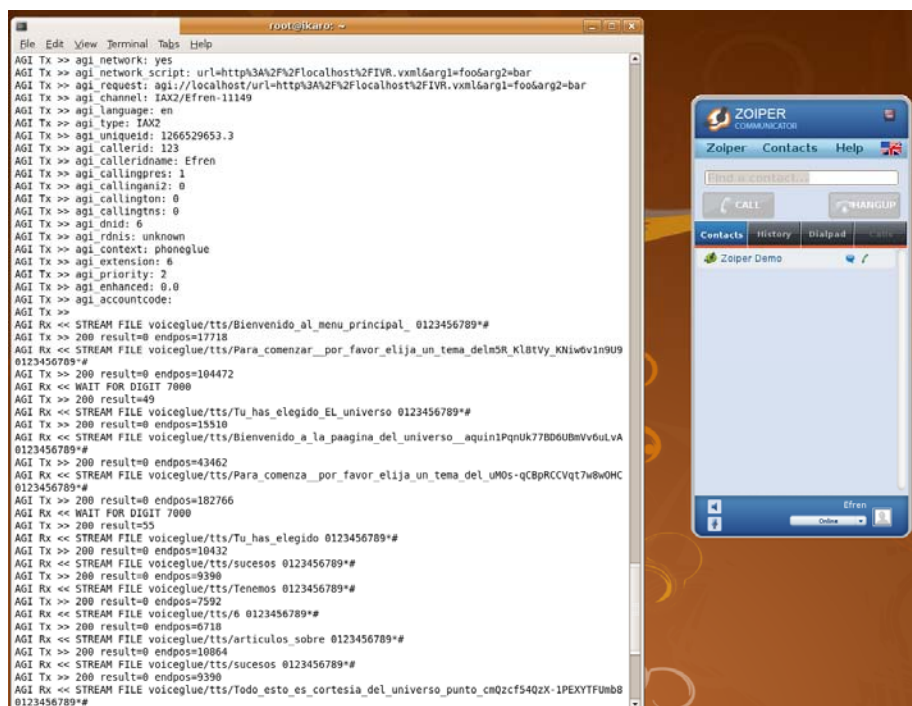 root@ikaro: ~
File Edit View Terminal Tabs Help
AGI Tx >> agi_network: yes
AGI Tx >> agi_network_script: url=http%3A%2F%2Flocalhost%2FIVR.vxml&arg1=foo&arg2=bar
AGI Tx >> agi_request: agi://localhost/url=http%3A%2F%2Flocalhost%2FIVR.vxml&arg1=foo&arg2=bar
AGI Tx >> agi_channel: IAX2/Efren-11149
AGI Tx >> agi_language: en
AGI Tx >> agi_type: IAX2
AGI Tx >> agi_uniqueid: 1266529653.3
AGI Tx >> agi_callerid: 123
AGI Tx >> agi_calleridname: Efren
AGI Tx >> agi_callingpres: 1
AGI Tx >> agi_callingani2: 0
AGI Tx >> agi_callington: 0
AGI Tx >> agi_callingtns: 0
AGI Tx >> agi_dnid: 6
AGI Tx >> agi_rdnis: unknown
AGI Tx >> agi_context: phoneglue
AGI Tx >> agi_extension: 6
AGI Tx >> agi_priority: 2
AGI Tx >> agi_enhanced: 0.0
AGI Tx >> agi_accountcode:
AGI Tx >>
AGI Rx << STREAM FILE voiceglue/tts/Bienvenido_al_menu_principal_ 0123456789*#
AGI Tx >> 200 result=0 endpos=17718
AGI Rx << STREAM FILE voiceglue/tts/Para_comenzar__por_favor_elija_un_tema_delm5R_Kl8tVy_KNiw6v1n9U9
0123456789*#
AGI Tx >> 200 result=0 endpos=104472
AGI Rx << WAIT FOR DIGIT 7000
AGI Tx >> 200 result=49
AGI Rx << STREAM FILE voiceglue/tts/Tu_has_elegido_EL_universo 0123456789*#
AGI Tx >> 200 result=0 endpos=15510
AGI Rx << STREAM FILE voiceglue/tts/Bienvenido_a_la_paagina_del_universo__aquin1PqnUk77BD6UBmVv6uLvA
0123456789*#
AGI Tx >> 200 result=0 endpos=43462
AGI Rx << STREAM FILE voiceglue/tts/Para_comenza__por_favor_elija_un_tema_del_uMOs-qCBpRCCVqt7w8wOHC
0123456789*#
AGI Tx >> 200 result=0 endpos=182766
AGI Rx << WAIT FOR DIGIT 7000
AGI Tx >> 200 result=55
AGI Rx << STREAM FILE voiceglue/tts/Tu_has_elegido 0123456789*#
AGI Tx >> 200 result=0 endpos=10432
AGI Rx << STREAM FILE voiceglue/tts/sucesos 0123456789*#
AGI Tx >> 200 result=0 endpos=9390
AGI Rx << STREAM FILE voiceglue/tts/Tenemos 0123456789*#
AGI Tx >> 200 result=0 endpos=7592
AGI Rx << STREAM FILE voiceglue/tts/6 0123456789*#
AGI Tx >> 200 result=0 endpos=6718
AGI Rx << STREAM FILE voiceglue/tts/articulos_sobre 0123456789*#
AGI Tx >> 200 result=0 endpos=10864
AGI Rx << STREAM FILE voiceglue/tts/sucesos 0123456789*#
AGI Tx >> 200 result=0 endpos=9390
AGI Rx << STREAM FILE voiceglue/tts/Todo_esto_es_cortesia_del_universo_punto_cmQzcf54QzX-1PEXYTFUmb8
0123456789*#
ZOIPER
COMMUNICATOR
Zoiper Contacts Help
Find a contact...
CALL HANGUP
Contacts History Dialpad Calls
Zoiper Demo
Efren
Online